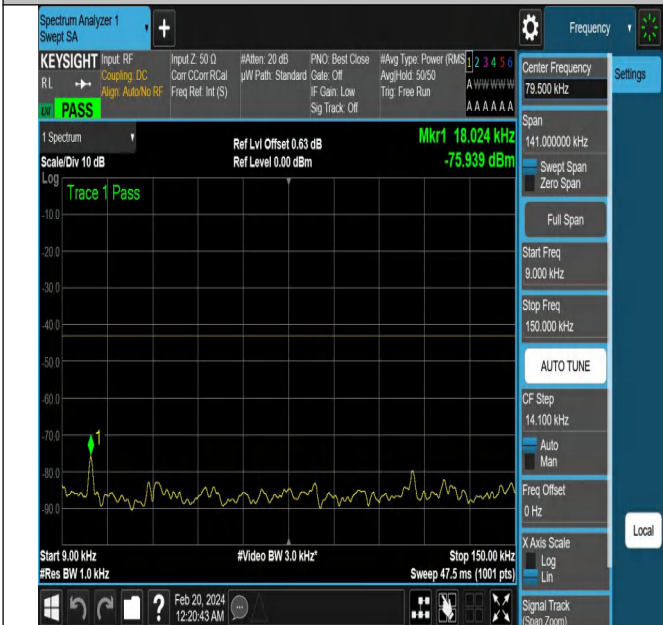 Spectrum Analyzer 1
Swept SA
Frequency
KEYSIGHT
RL
PASS
Input: RF
Coupling: DC
Align: Auto/No RF
Input Z: 50 Ω
Corr CCorr RCal
Freq Ref: Int (S)
#Atten: 20 dB
µW Path: Standard
PNO: Best Close
Gate: Off
IF Gain: Low
Sig Track: Off
#Avg Type: Power (RMS
Avg|Hold: 50/50
Trig: Free Run
1 2 3 4 5 6
A W W W W W
A A A A A A
1 Spectrum
Scale/Div 10 dB
Ref Lvl Offset 0.63 dB
Ref Level 0.00 dBm
Mkr1 18.024 kHz
-75.939 dBm
Log
Trace 1 Pass
-10.0
-20.0
-30.0
-40.0
-50.0
-60.0
-70.0
-80.0
-90.0
1
Start 9.00 kHz
#Res BW 1.0 kHz
#Video BW 3.0 kHz*
Stop 150.00 kHz
Sweep 47.5 ms (1001 pts)
?
Feb 20, 2024
12:20:43 AM
Center Frequency
79.500 kHz
Settings
Span
141.000000 kHz
Swept Span
Zero Span
Full Span
Start Freq
9.000 kHz
Stop Freq
150.000 kHz
AUTO TUNE
CF Step
14.100 kHz
Auto
Man
Freq Offset
0 Hz
X Axis Scale
Log
Lin
Signal Track
(Span Zoom)
Local